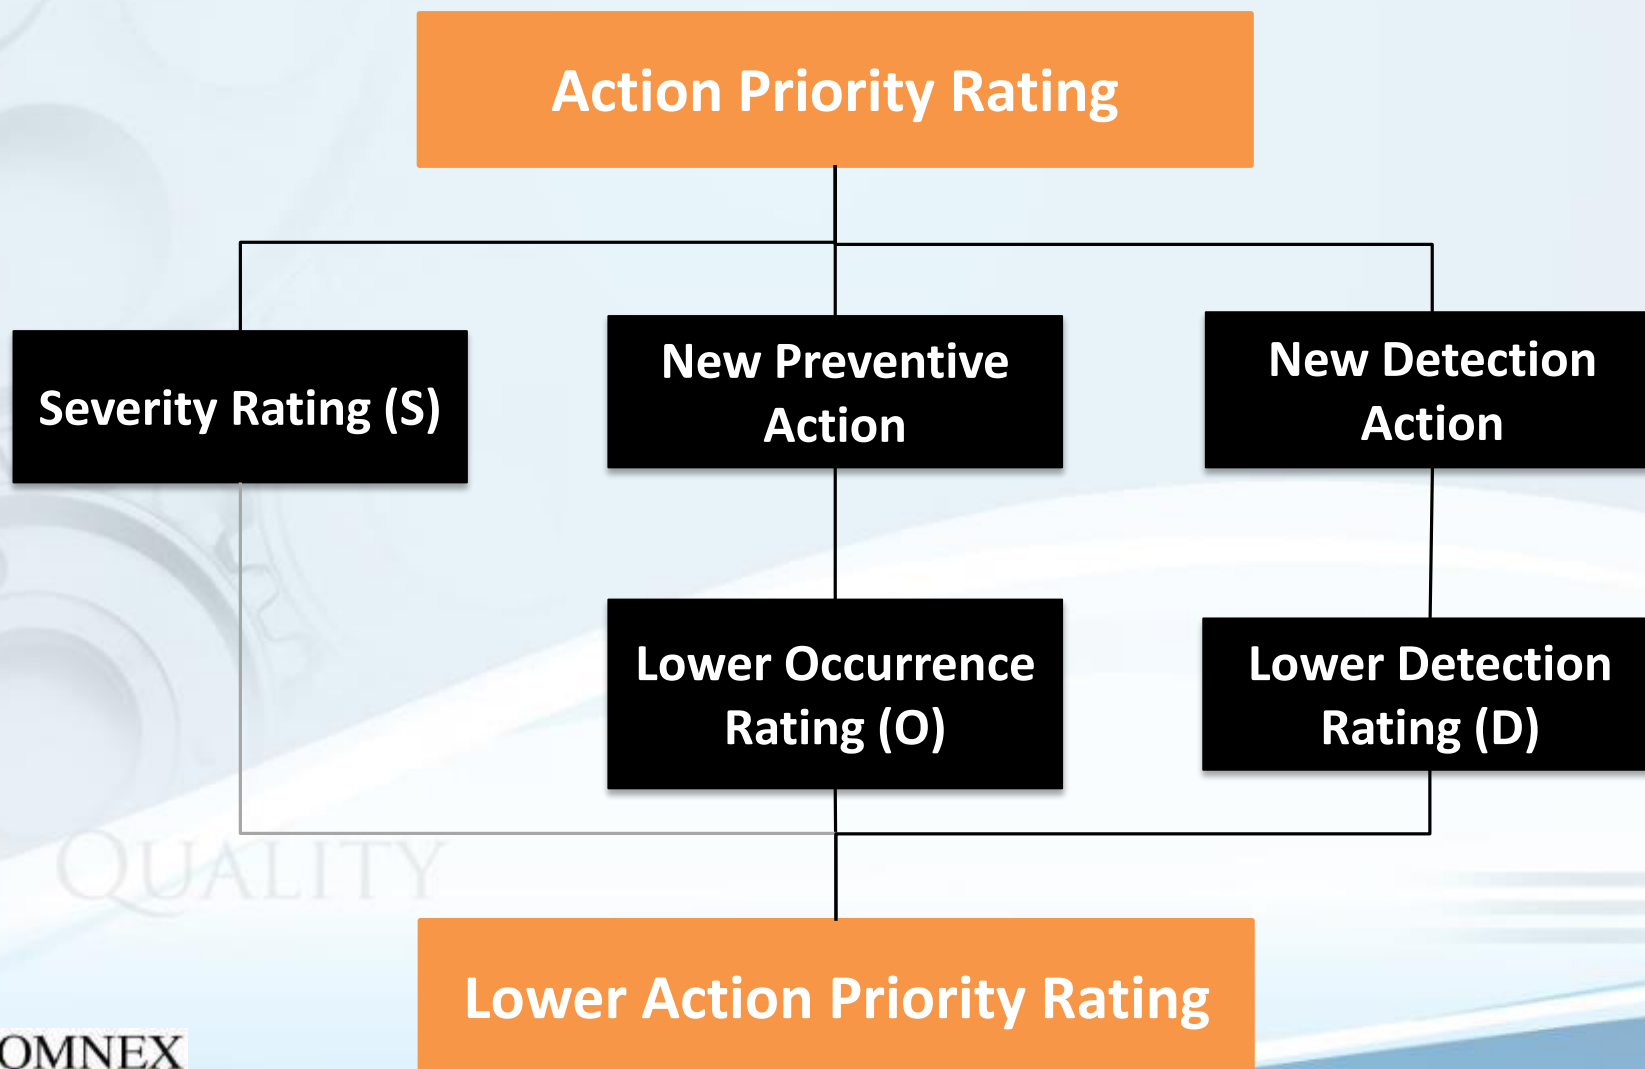 Action Priority Rating
Severity Rating (S)
New Preventive
Action
New Detection
Action
Lower Occurrence
Rating (O)
Lower Detection
Rating (D)
QUALITY
Lower Action Priority Rating
OMNEX